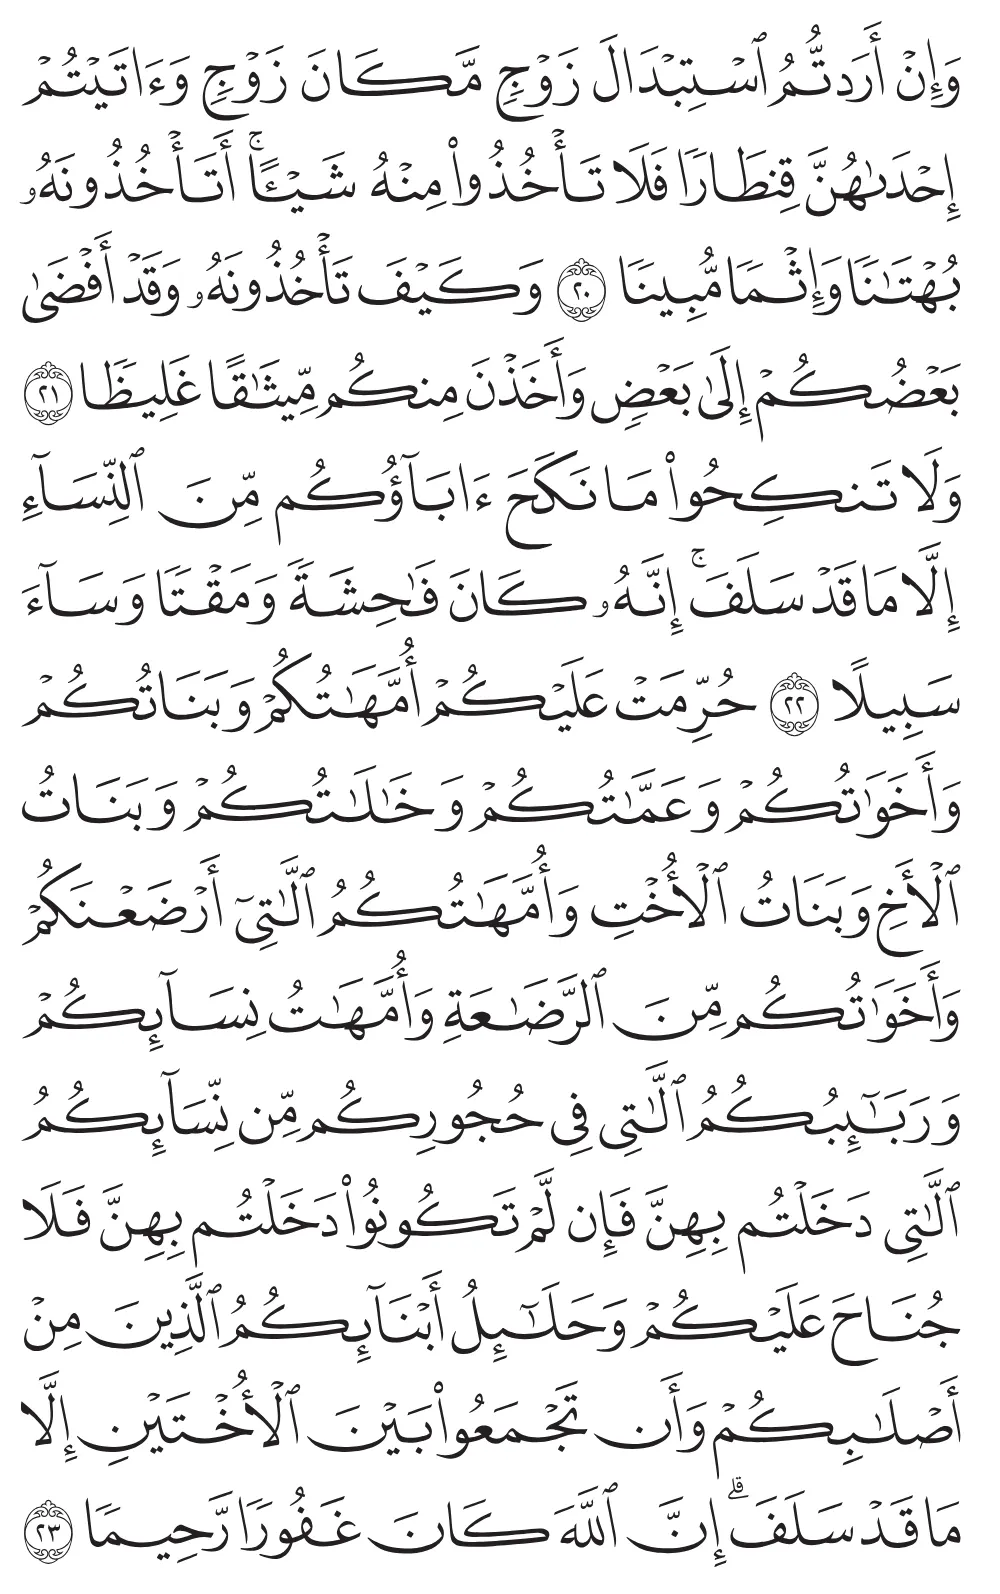 وَإِنْ أَرَدتُّمُ ٱسْتِبْدَالَ زَوْجٍ مَّكَانَ زَوْجٍ وَءَاتَيْتُمْ
إِحْدَىٰهُنَّ قِنطَارًا فَلَا تَأْخُذُوا۟ مِنْهُ شَيْـًٔا ۚ أَتَأْخُذُونَهُۥ
بُهْتَـٰنًا وَإِثْمًا مُّبِينًا ٢٠ وَكَيْفَ تَأْخُذُونَهُۥ وَقَدْ أَفْضَىٰ
بَعْضُكُمْ إِلَىٰ بَعْضٍ وَأَخَذْنَ مِنكُم مِّيثَـٰقًا غَلِيظًا ٢١
وَلَا تَنكِحُوا۟ مَا نَكَحَ ءَابَآؤُكُم مِّنَ ٱلنِّسَآءِ
إِلَّا مَا قَدْ سَلَفَ ۚ إِنَّهُۥ كَانَ فَـٰحِشَةً وَمَقْتًا وَسَآءَ
سَبِيلًا ٢٢ حُرِّمَتْ عَلَيْكُمْ أُمَّهَـٰتُكُمْ وَبَنَاتُكُمْ
وَأَخَوَٰتُكُمْ وَعَمَّـٰتُكُمْ وَخَـٰلَـٰتُكُمْ وَبَنَاتُ
ٱلْأَخِ وَبَنَاتُ ٱلْأُخْتِ وَأُمَّهَـٰتُكُمُ ٱلَّـٰتِىٓ أَرْضَعْنَكُمْ
وَأَخَوَٰتُكُم مِّنَ ٱلرَّضَـٰعَةِ وَأُمَّهَـٰتُ نِسَآئِكُمْ
وَرَبَـٰٓئِبُكُمُ ٱلَّـٰتِى فِى حُجُورِكُم مِّن نِّسَآئِكُمُ
ٱلَّـٰتِى دَخَلْتُم بِهِنَّ فَإِن لَّمْ تَكُونُوا۟ دَخَلْتُم بِهِنَّ فَلَا
جُنَاحَ عَلَيْكُمْ وَحَلَـٰٓئِلُ أَبْنَآئِكُمُ ٱلَّذِينَ مِنْ
أَصْلَـٰبِكُمْ وَأَن تَجْمَعُوا۟ بَيْنَ ٱلْأُخْتَيْنِ إِلَّا
مَا قَدْ سَلَفَ ۗ إِنَّ ٱللَّهَ كَانَ غَفُورًا رَّحِيمًا ٢٣